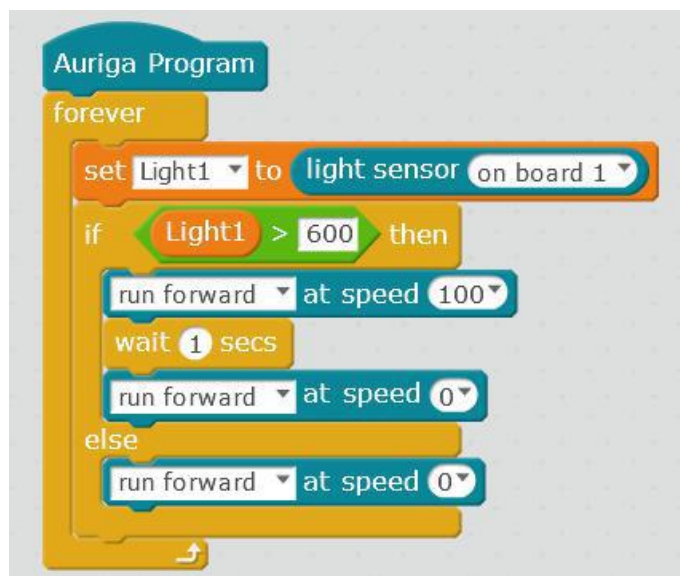 Auriga Program
forever
set Light1 to light sensor on board 1
if Light1 > 600 then
run forward at speed 100
wait 1 secs
run forward at speed 0
else
run forward at speed 0